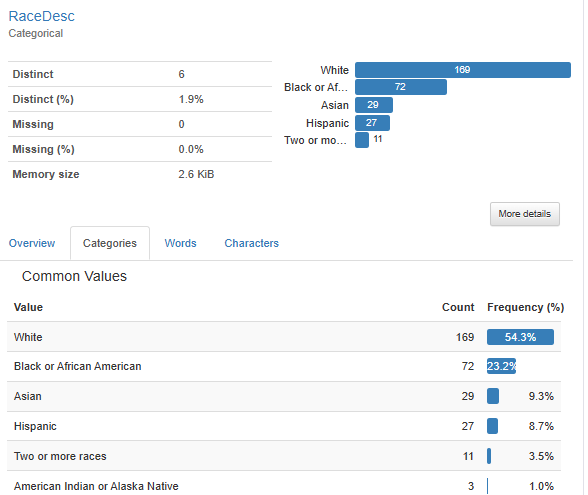 RaceDesc
Categorical
Distinct 6
Distinct (%) 1.9%
Missing 0
Missing (%) 0.0%
Memory size 2.6 KiB
White 169
Black or Af... 72
Asian 29
Hispanic 27
Two or mo... 11
More details
Overview Categories Words Characters
Common Values
Value Count Frequency (%)
White 169 54.3%
Black or African American 72 23.2%
Asian 29 9.3%
Hispanic 27 8.7%
Two or more races 11 3.5%
American Indian or Alaska Native 3 1.0%